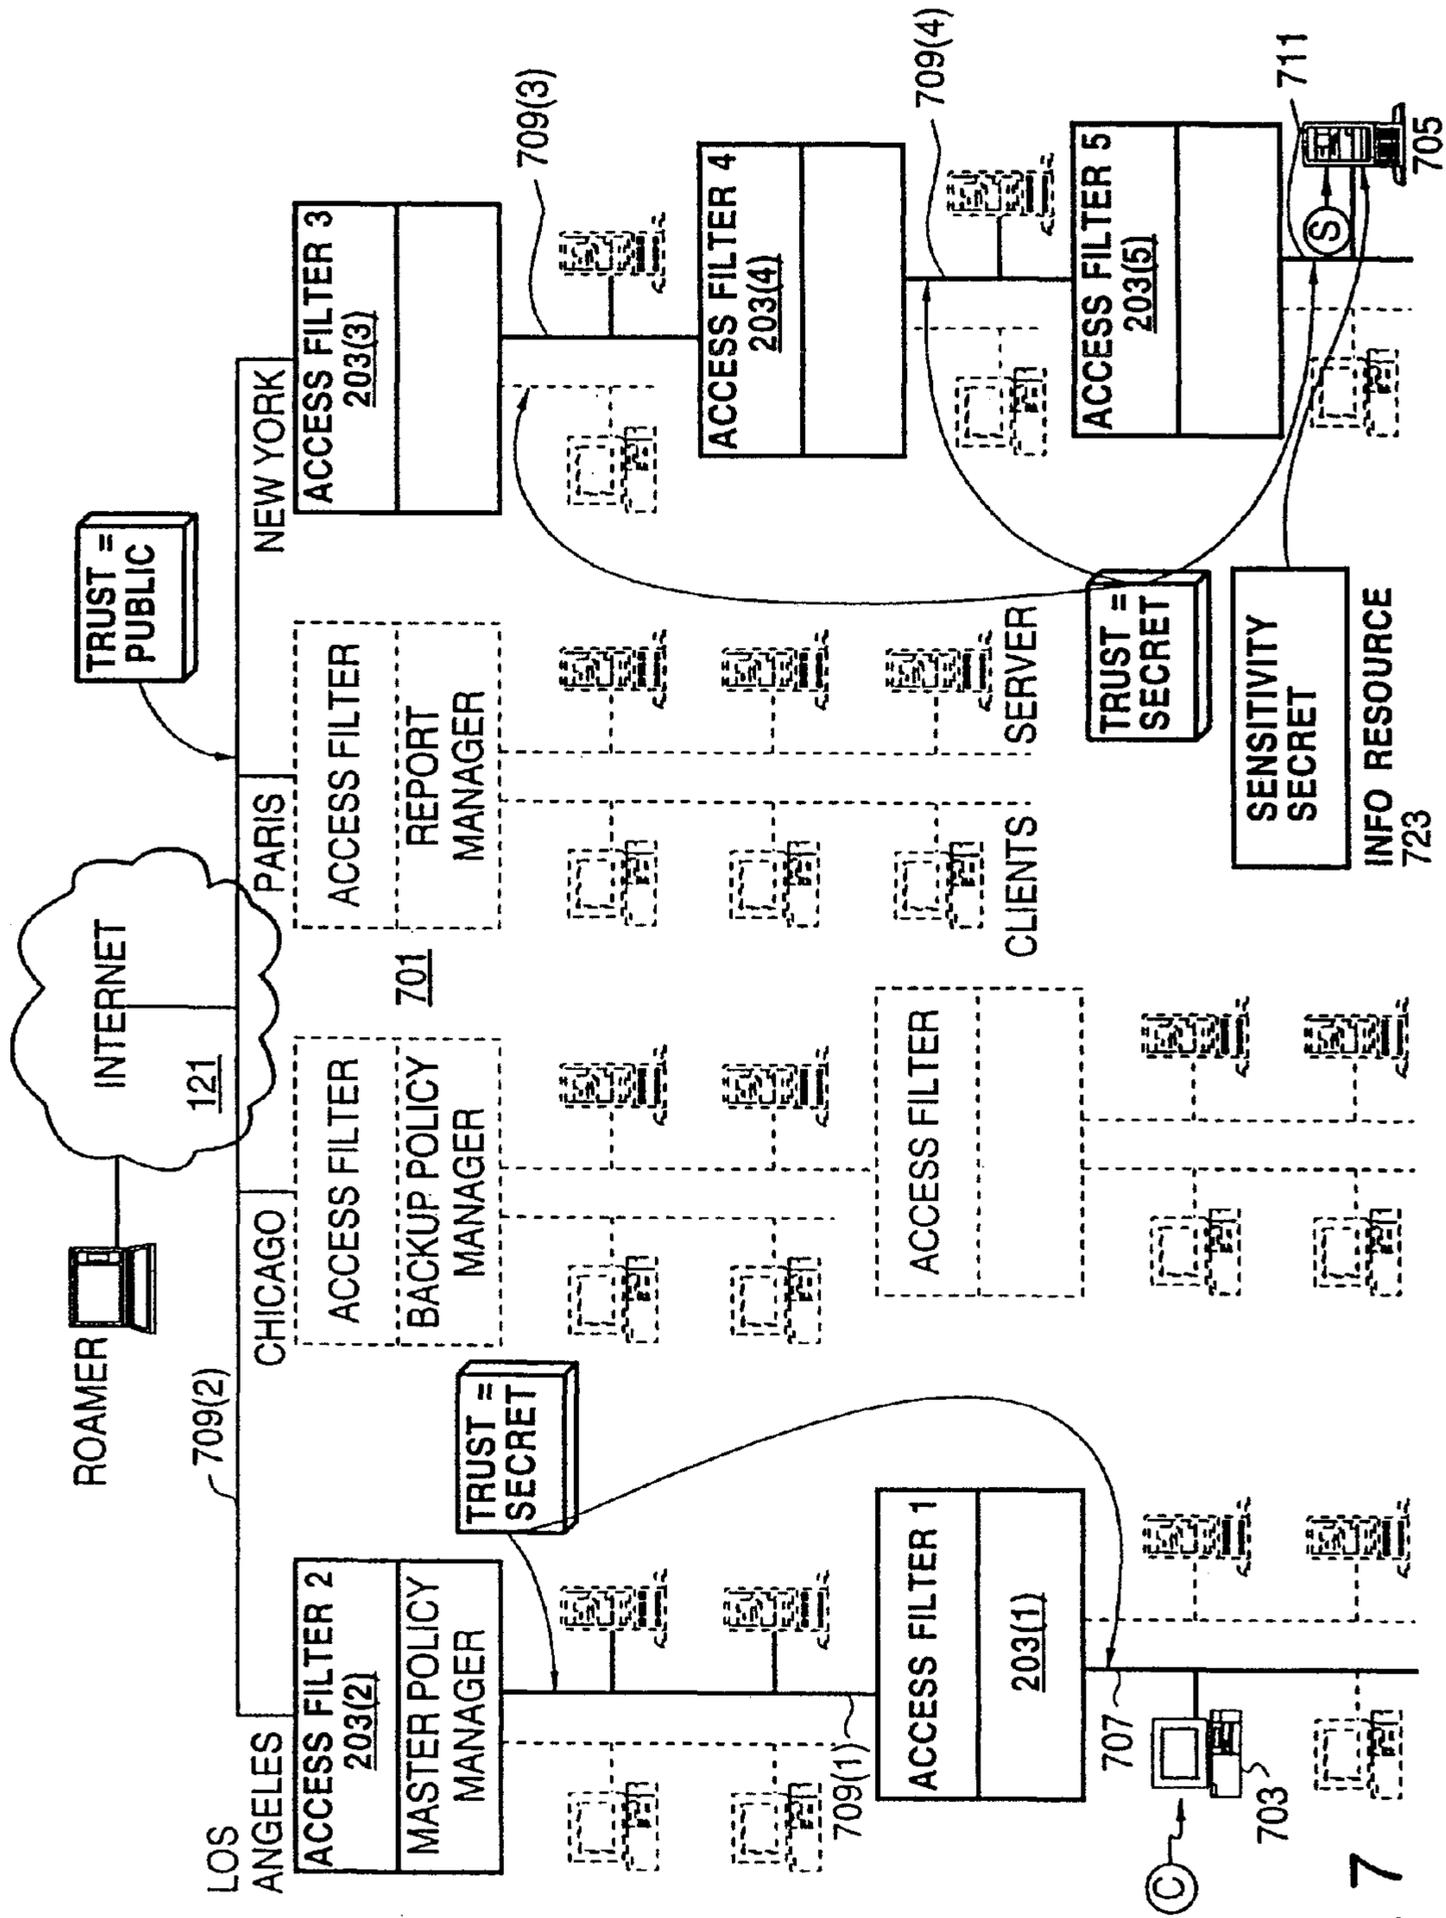 ROAMER
INTERNET
121
TRUST =
PUBLIC
709(2)
LOS
ANGELES
CHICAGO
PARIS
NEW YORK
ACCESS FILTER 2
203(2)
MASTER POLICY
MANAGER
TRUST =
SECRET
709(1)
ACCESS FILTER 1
203(1)
707
C
703
ACCESS FILTER
BACKUP POLICY
MANAGER
701
ACCESS FILTER
ACCESS FILTER
REPORT
MANAGER
CLIENTS
SERVER
ACCESS FILTER 3
203(3)
709(3)
ACCESS FILTER 4
203(4)
709(4)
ACCESS FILTER 5
203(5)
711
S
705
TRUST =
SECRET
SENSITIVITY
SECRET
INFO RESOURCE
723
7